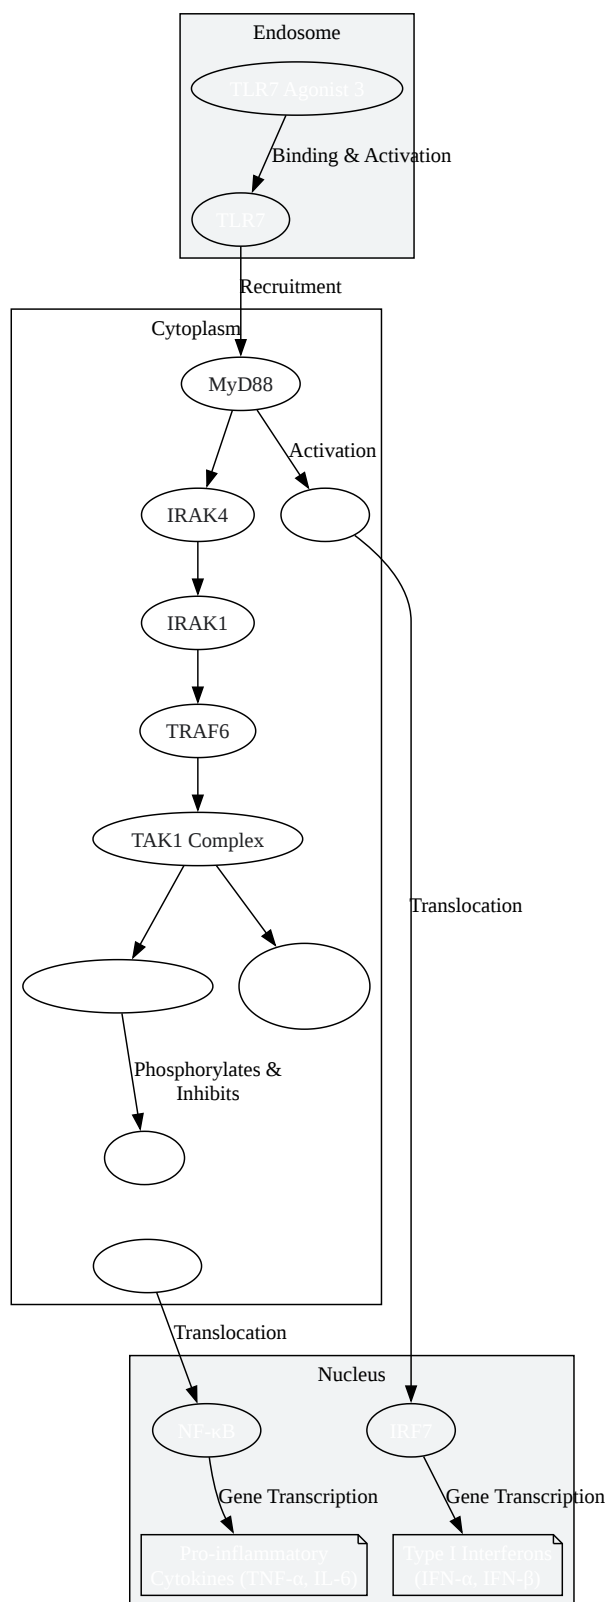 Endosome
TLR7 Agonist 3
Binding & Activation
TLR7
Recruitment
Cytoplasm
MyD88
Activation
IRAK4
IRAK1
TRAF6
TAK1 Complex
Translocation
Phosphorylates &
Inhibits
Translocation
Nucleus
NF-κB
IRF7
Gene Transcription
Gene Transcription
Pro-inflammatory
Cytokines (TNF-α, IL-6)
Type I Interferons
(IFN-α, IFN-β)